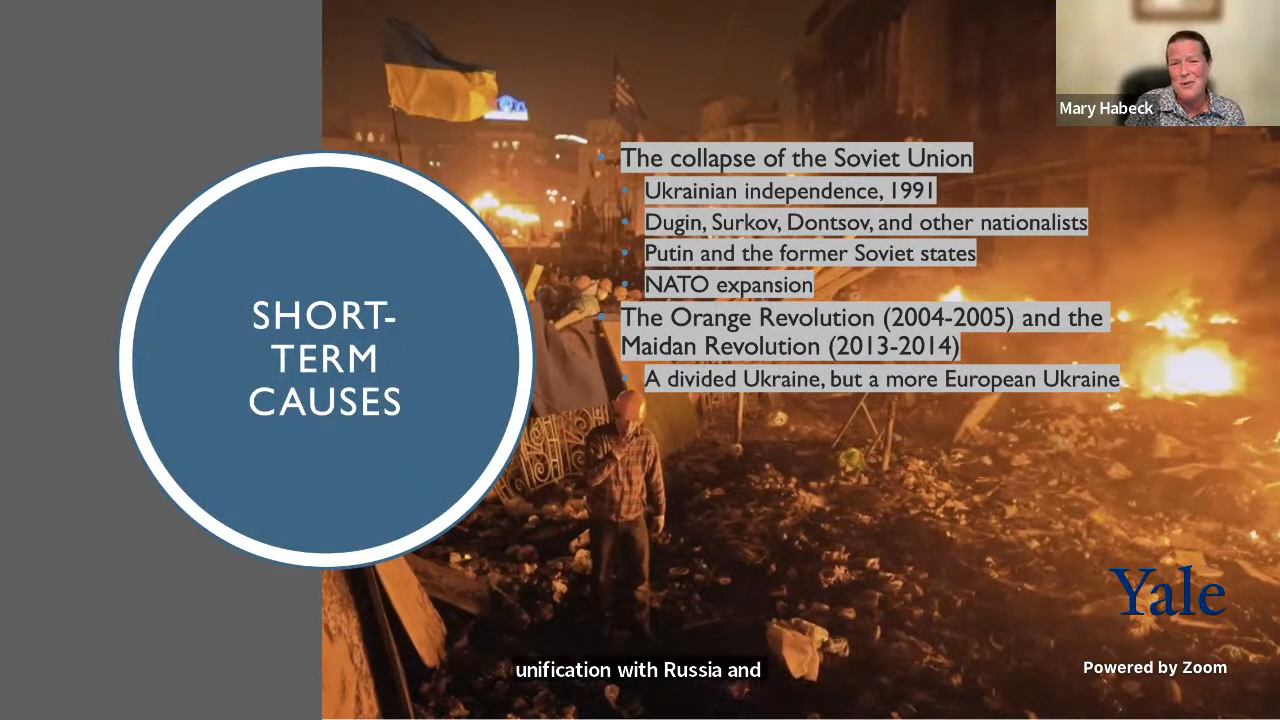 Mary Habeck
SHORT-
TERM
CAUSES
The collapse of the Soviet Union
Ukrainian independence, 1991
Dugin, Surkov, Dontsov, and other nationalists
Putin and the former Soviet states
NATO expansion
The Orange Revolution (2004-2005) and the
Maidan Revolution (2013-2014)
A divided Ukraine, but a more European Ukraine
Yale
unification with Russia and
Powered by Zoom